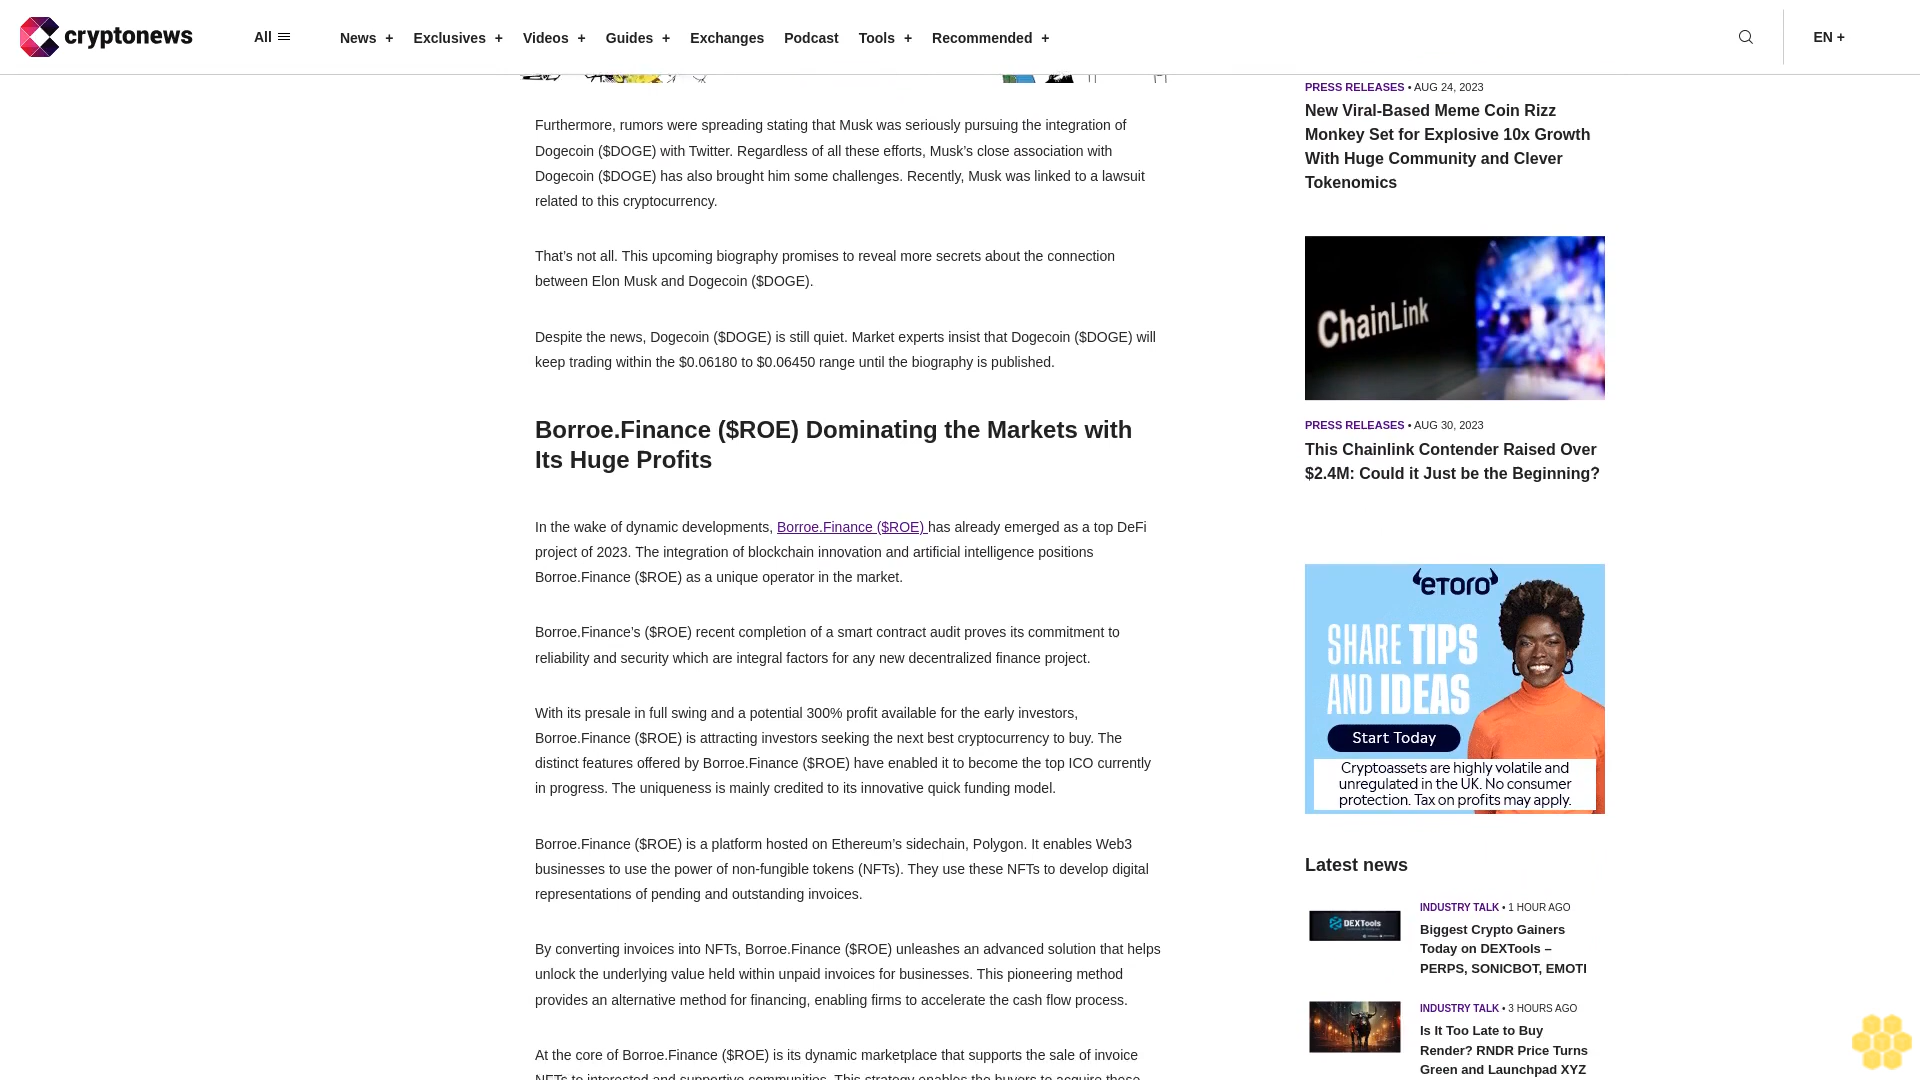 cryptonews
All
News +
Exclusives +
Videos +
Guides +
Exchanges
Podcast
Tools +
Recommended +
EN +
Furthermore, rumors were spreading stating that Musk was seriously pursuing the integration of
Dogecoin ($DOGE) with Twitter. Regardless of all these efforts, Musk’s close association with
Dogecoin ($DOGE) has also brought him some challenges. Recently, Musk was linked to a lawsuit
related to this cryptocurrency.
That’s not all. This upcoming biography promises to reveal more secrets about the connection
between Elon Musk and Dogecoin ($DOGE).
Despite the news, Dogecoin ($DOGE) is still quiet. Market experts insist that Dogecoin ($DOGE) will
keep trading within the $0.06180 to $0.06450 range until the biography is published.
Borroe.Finance ($ROE) Dominating the Markets with
Its Huge Profits
In the wake of dynamic developments, Borroe.Finance ($ROE) has already emerged as a top DeFi
project of 2023. The integration of blockchain innovation and artificial intelligence positions
Borroe.Finance ($ROE) as a unique operator in the market.
Borroe.Finance’s ($ROE) recent completion of a smart contract audit proves its commitment to
reliability and security which are integral factors for any new decentralized finance project.
With its presale in full swing and a potential 300% profit available for the early investors,
Borroe.Finance ($ROE) is attracting investors seeking the next best cryptocurrency to buy. The
distinct features offered by Borroe.Finance ($ROE) have enabled it to become the top ICO currently
in progress. The uniqueness is mainly credited to its innovative quick funding model.
Borroe.Finance ($ROE) is a platform hosted on Ethereum’s sidechain, Polygon. It enables Web3
businesses to use the power of non-fungible tokens (NFTs). They use these NFTs to develop digital
representations of pending and outstanding invoices.
By converting invoices into NFTs, Borroe.Finance ($ROE) unleashes an advanced solution that helps
unlock the underlying value held within unpaid invoices for businesses. This pioneering method
provides an alternative method for financing, enabling firms to accelerate the cash flow process.
At the core of Borroe.Finance ($ROE) is its dynamic marketplace that supports the sale of invoice
NFTs to interested and supportive communities. This strategy enables the buyers to acquire these
PRESS RELEASES • AUG 24, 2023
New Viral-Based Meme Coin Rizz
Monkey Set for Explosive 10x Growth
With Huge Community and Clever
Tokenomics
ChainLink
PRESS RELEASES • AUG 30, 2023
This Chainlink Contender Raised Over
$2.4M: Could it Just be the Beginning?
eToro
SHARE TIPS
AND IDEAS
Start Today
Cryptoassets are highly volatile and
unregulated in the UK. No consumer
protection. Tax on profits may apply.
Latest news
DEXTools
INDUSTRY TALK • 1 HOUR AGO
Biggest Crypto Gainers
Today on DEXTools –
PERPS, SONICBOT, EMOTI
INDUSTRY TALK • 3 HOURS AGO
Is It Too Late to Buy
Render? RNDR Price Turns
Green and Launchpad XYZ